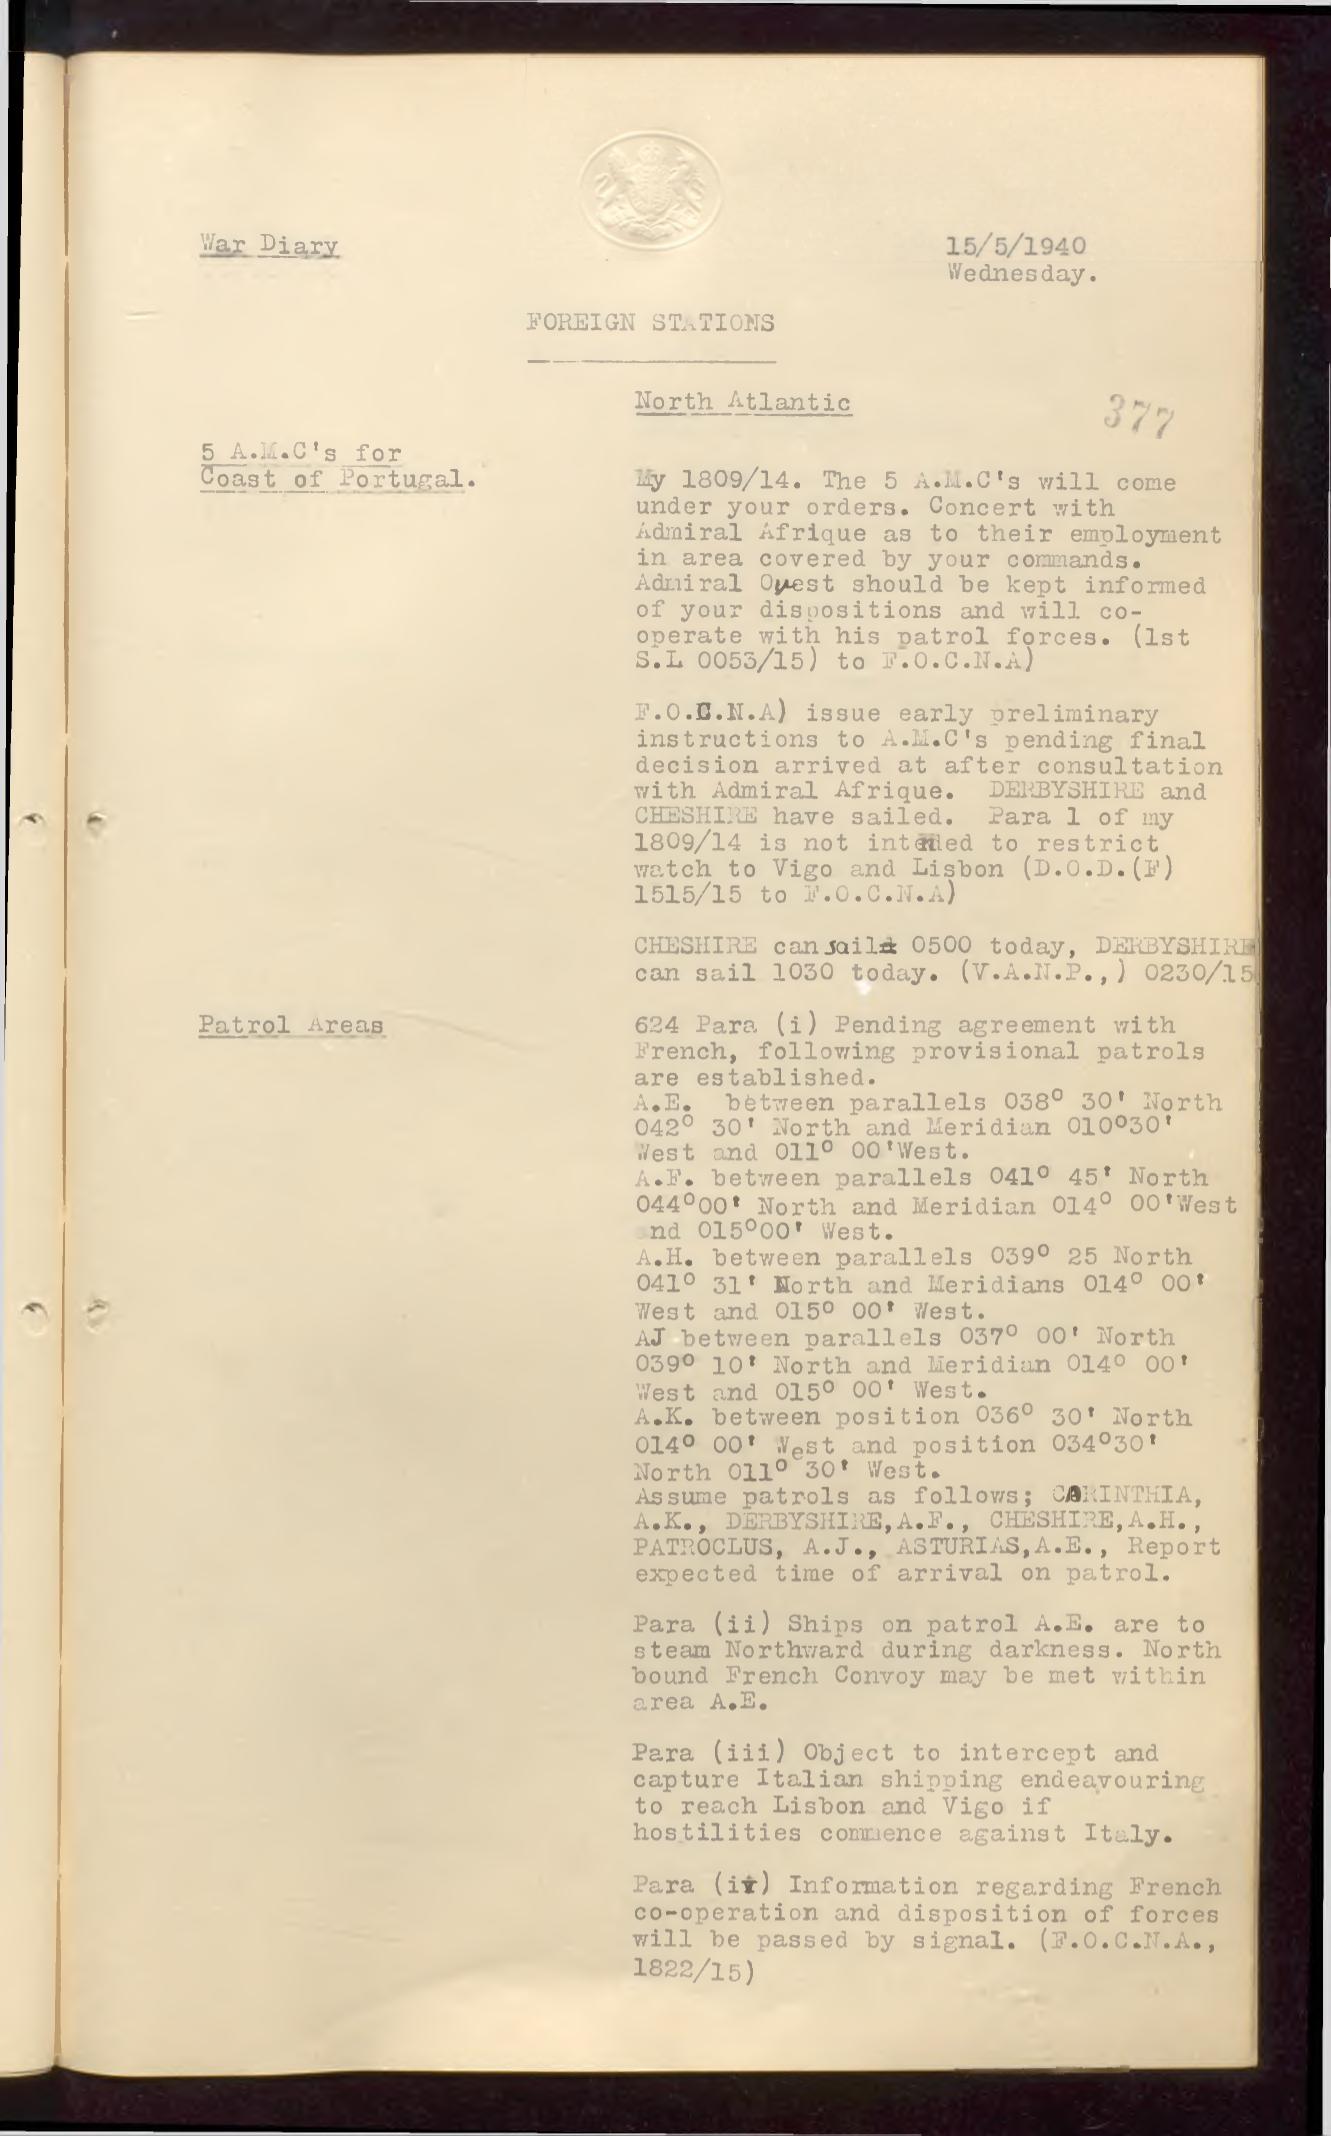 War Diary
15/5/1940
Wednesday.
FOREIGN STATIONS
North Atlantic
377
5 A.M.C's for
Coast of Portugal.
My 1809/14. The 5 A.M.C's will come
under your orders. Concert with
Admiral Afrique as to their employment
in area covered by your commands.
Admiral Ouest should be kept informed
of your dispositions and will co-
operate with his patrol forces. (1st
S.L 0053/15) to F.O.C.N.A)
F.O.C.N.A) issue early preliminary
instructions to A.M.C's pending final
decision arrived at after consultation
with Admiral Afrique. DERBYSHIRE and
CHESHIRE have sailed. Para 1 of my
1809/14 is not intended to restrict
watch to Vigo and Lisbon (D.O.D.(F)
1515/15 to F.O.C.N.A)
CHESHIRE can sail 0500 today, DERBYSHIRE
can sail 1030 today. (V.A.N.P.,) 0230/15
Patrol Areas
624 Para (i) Pending agreement with
French, following provisional patrols
are established.
A.E. between parallels 038° 30' North
042° 30' North and Meridian 010°30'
West and 011° 00'West.
A.F. between parallels 041° 45' North
044°00' North and Meridian 014° 00'West
and 015°00' West.
A.H. between parallels 039° 25 North
041° 31' North and Meridians 014° 00'
West and 015° 00' West.
AJ between parallels 037° 00' North
039° 10' North and Meridian 014° 00'
West and 015° 00' West.
A.K. between position 036° 30' North
014° 00' West and position 034°30'
North 011° 30' West.
Assume patrols as follows; CARINTHIA,
A.K., DERBYSHIRE,A.F., CHESHIRE,A.H.,
PATROCLUS, A.J., ASTURIAS,A.E., Report
expected time of arrival on patrol.
Para (ii) Ships on patrol A.E. are to
steam Northward during darkness. North
bound French Convoy may be met within
area A.E.
Para (iii) Object to intercept and
capture Italian shipping endeavouring
to reach Lisbon and Vigo if
hostilities commence against Italy.
Para (iv) Information regarding French
co-operation and disposition of forces
will be passed by signal. (F.O.C.N.A.,
1822/15)